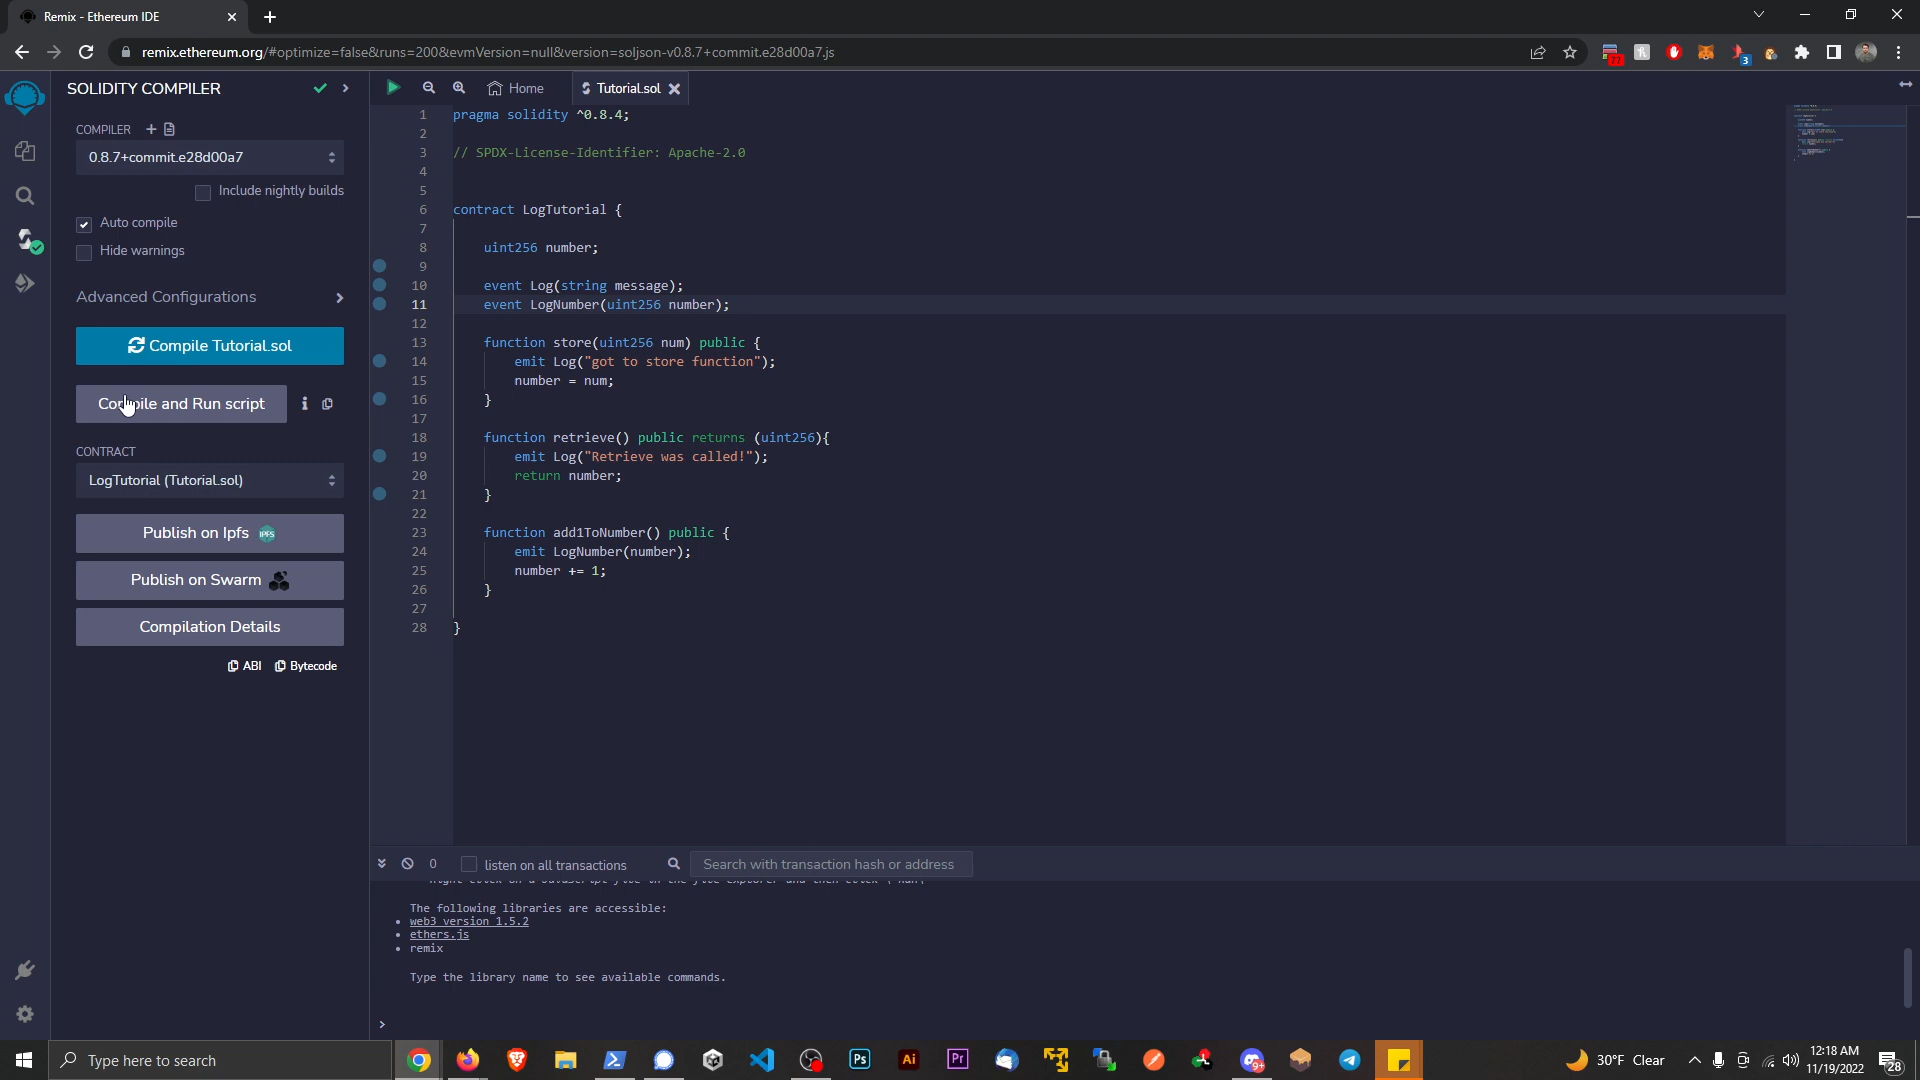 Remix - Ethereum IDE
remix.ethereum.org/#optimize=false&runs=200&evmVersion=null&version=soljson-v0.8.7+commit.e28d00a7.js
77
3
SOLIDITY COMPILER
COMPILER
0.8.7+commit.e28d00a7
Include nightly builds
Auto compile
Hide warnings
Advanced Configurations
Compile Tutorial.sol
Compile and Run script
CONTRACT
LogTutorial (Tutorial.sol)
Publish on Ipfs
IPFS
Publish on Swarm
Compilation Details
ABI Bytecode
Home
Tutorial.sol
1 pragma solidity ^0.8.4;
2
3 // SPDX-License-Identifier: Apache-2.0
4
5
6 contract LogTutorial {
7
8 uint256 number;
9
10 event Log(string message);
11 event LogNumber(uint256 number);
12
13 function store(uint256 num) public {
14 emit Log("got to store function");
15 number = num;
16 }
17
18 function retrieve() public returns (uint256){
19 emit Log("Retrieve was called!");
20 return number;
21 }
22
23 function add1ToNumber() public {
24 emit LogNumber(number);
25 number += 1;
26 }
27
28 }
0
listen on all transactions
Search with transaction hash or address
The following libraries are accessible:
• web3 version 1.5.2
• ethers.js
• remix
Type the library name to see available commands.
>
Type here to search
Ps
Ai
Pr
9+
30°F Clear
12:18 AM
11/19/2022
28